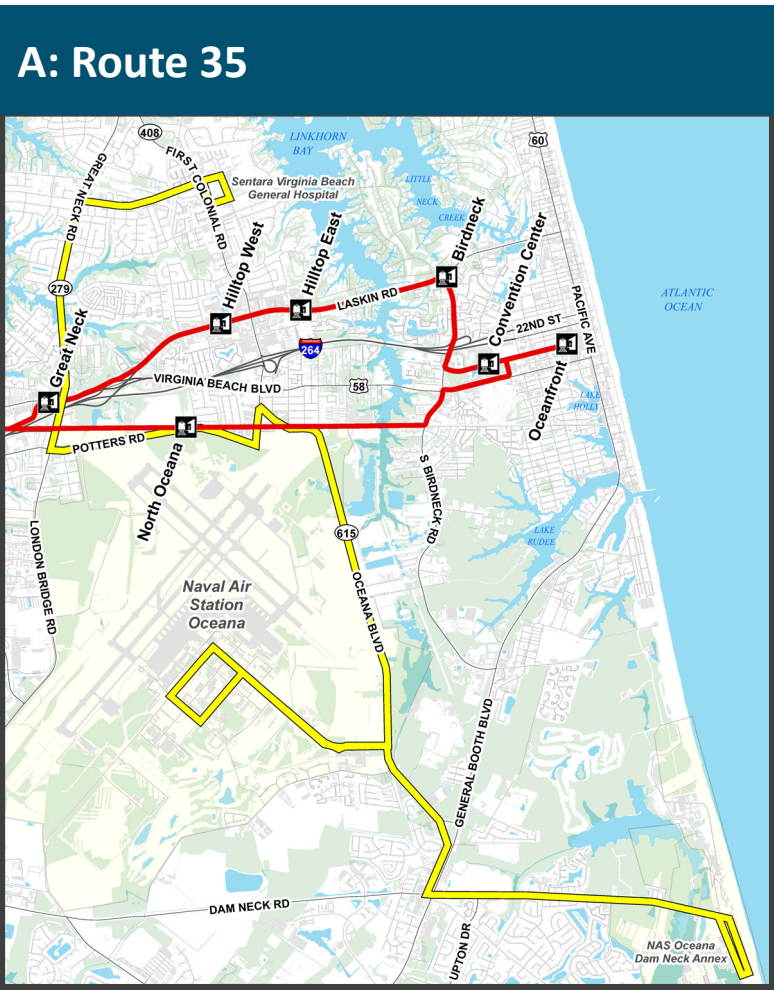 A: Route 35
408
LINKHORN
BAY
60
GREAT NECK RD
FIRST COLONIAL RD
Sentara Virginia Beach
General Hospital
LITTLE
NECK
CREEK
Hilltop West
Hilltop East
Birdneck
Convention Center
279
LASKIN RD
PACIFIC AVE
ATLANTIC
OCEAN
Great Neck
22ND ST
264
VIRGINIA BEACH BLVD
58
Oceanfront
LAKE
HOLLY
POTTERS RD
North Oceana
S BIRDNECK RD
615
LAKE
RUDEE
LONDON BRIDGE RD
OCEANA BLVD
Naval Air
Station
Oceana
GENERAL BOOTH BLVD
DAM NECK RD
UPTON DR
NAS Oceana
Dam Neck Annex